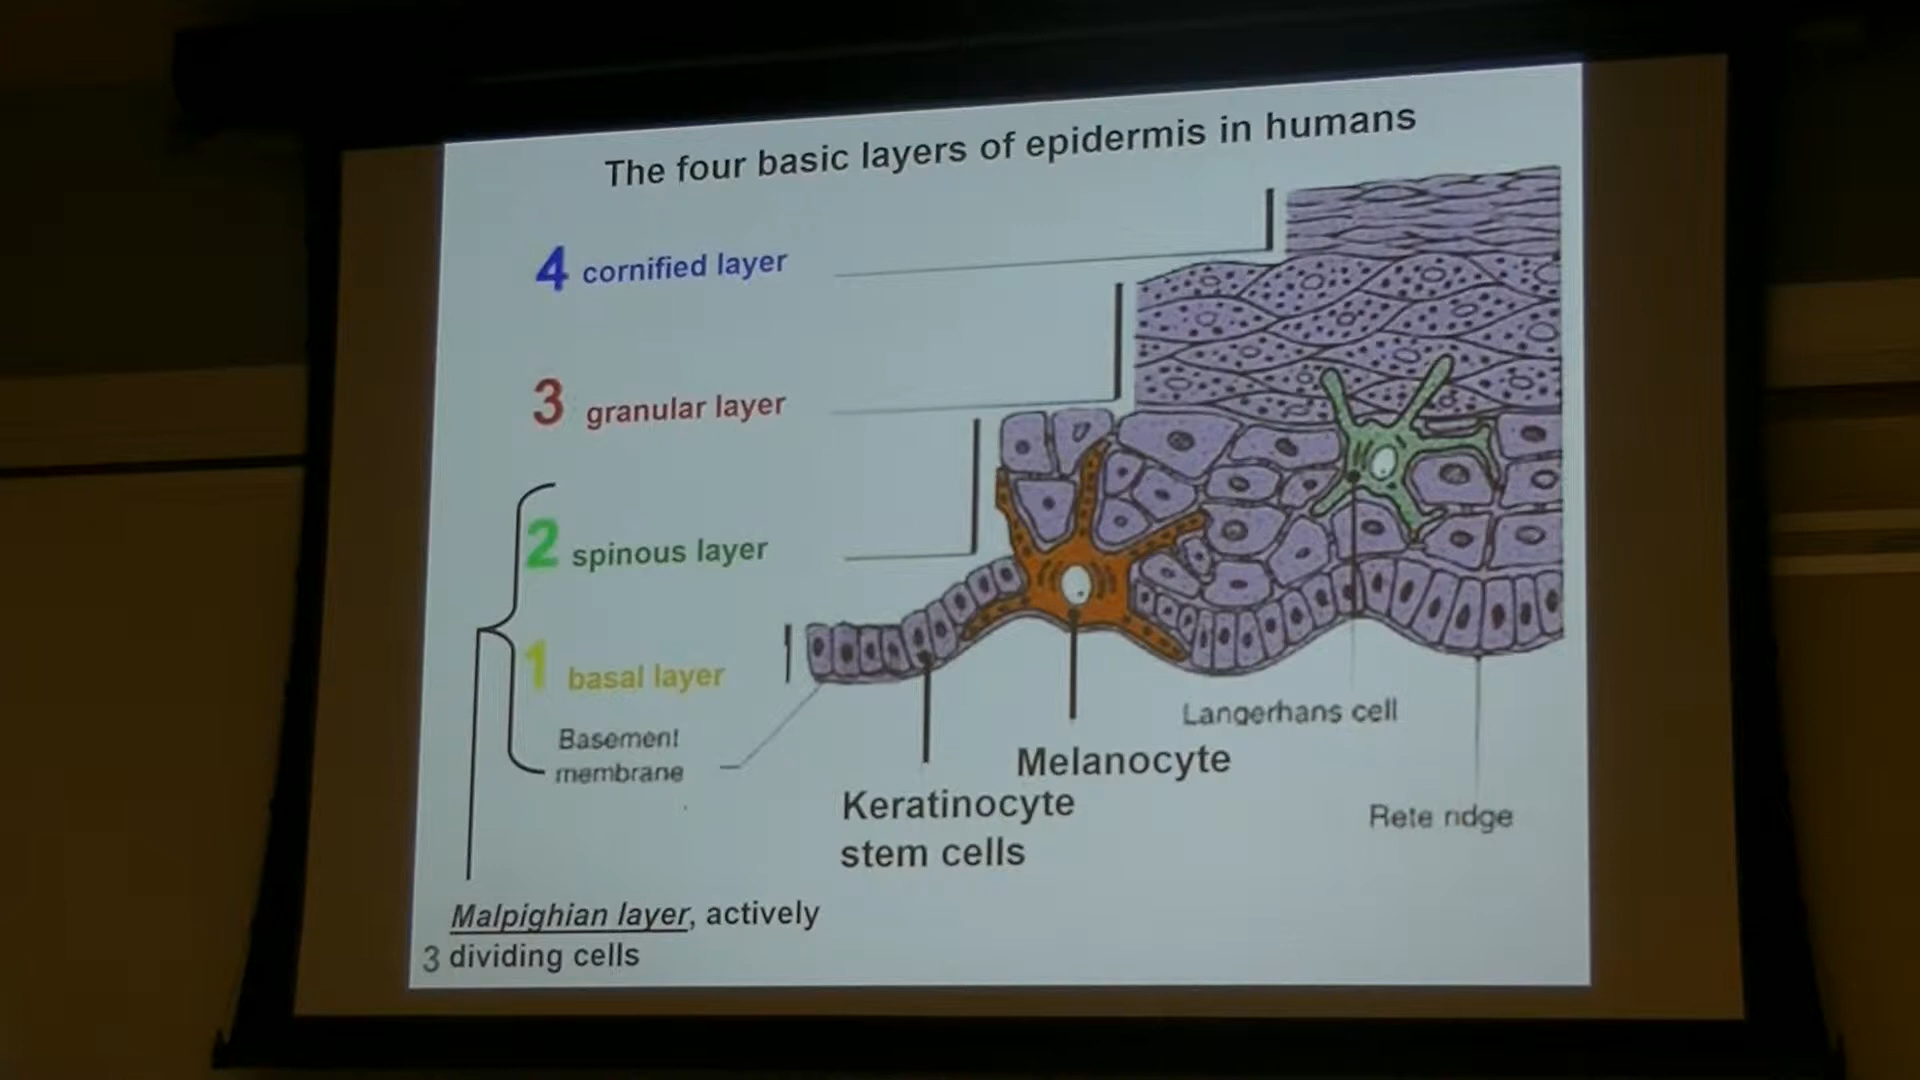 The four basic layers of epidermis in humans
4 cornified layer
3 granular layer
2 spinous layer
1 basal layer
Basement
membrane
Langerhans cell
Melanocyte
Keratinocyte
stem cells
Rete ridge
Malpighian layer, actively
3 dividing cells